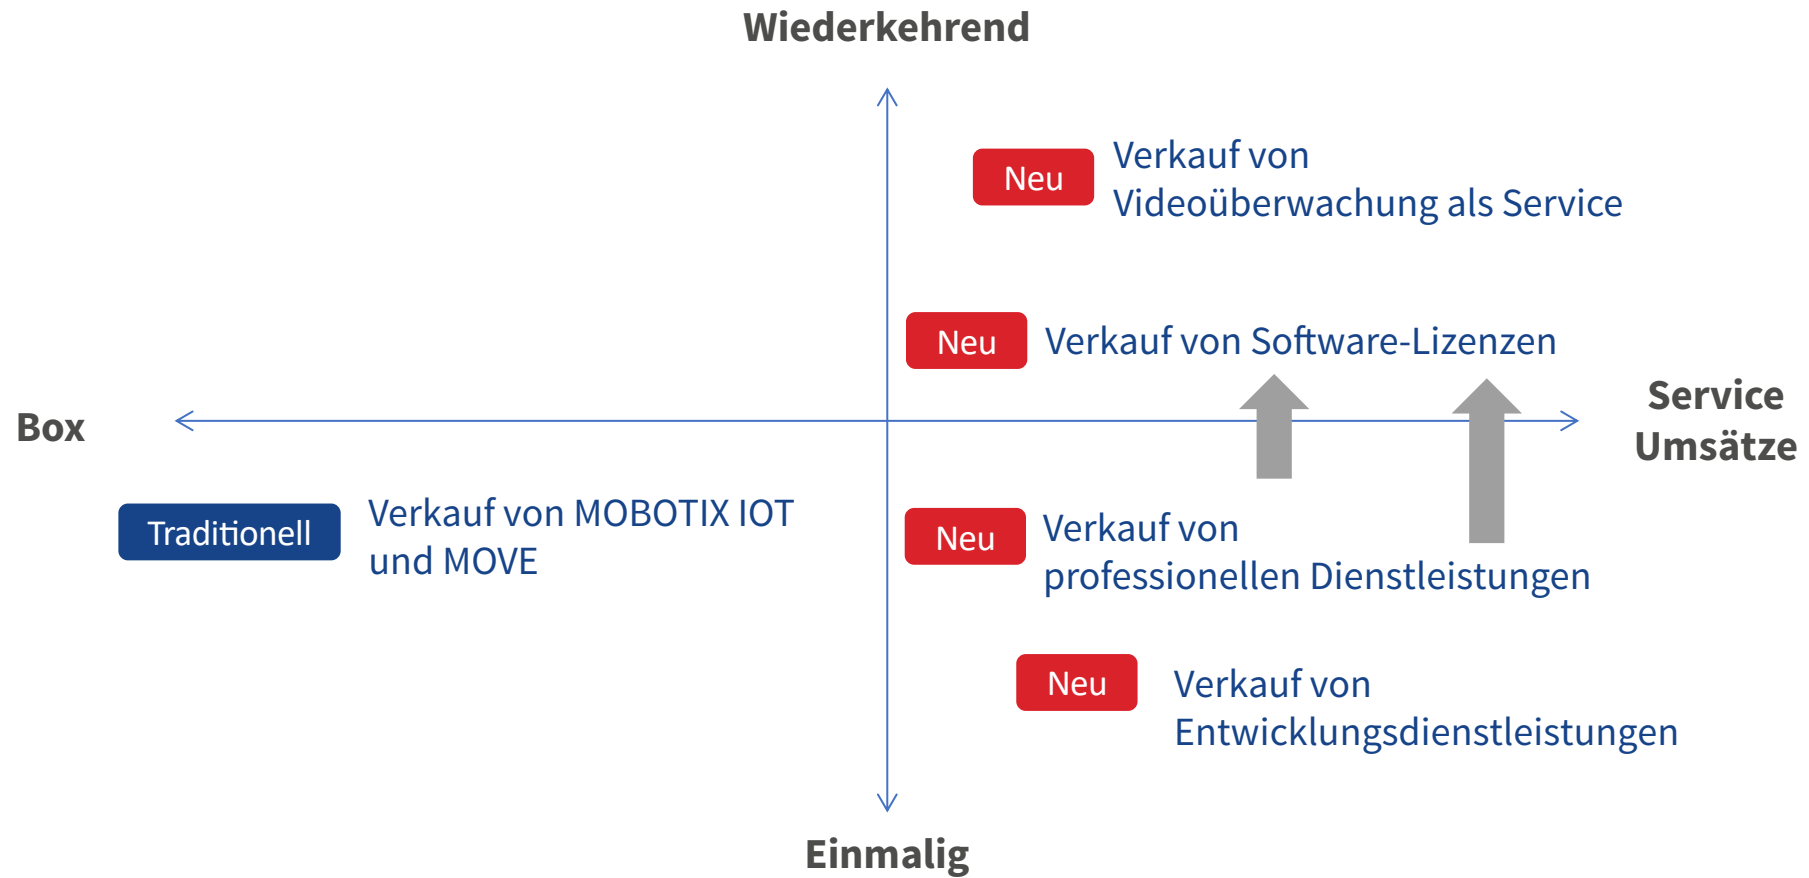 Wiederkehrend
Neu
Verkauf von
Videoüberwachung als Service
Neu
Verkauf von Software-Lizenzen
Box
Service
Umsätze
Traditionell
Verkauf von MOBOTIX IOT
und MOVE
Neu
Verkauf von
professionellen Dienstleistungen
Neu
Verkauf von
Entwicklungsdienstleistungen
Einmalig